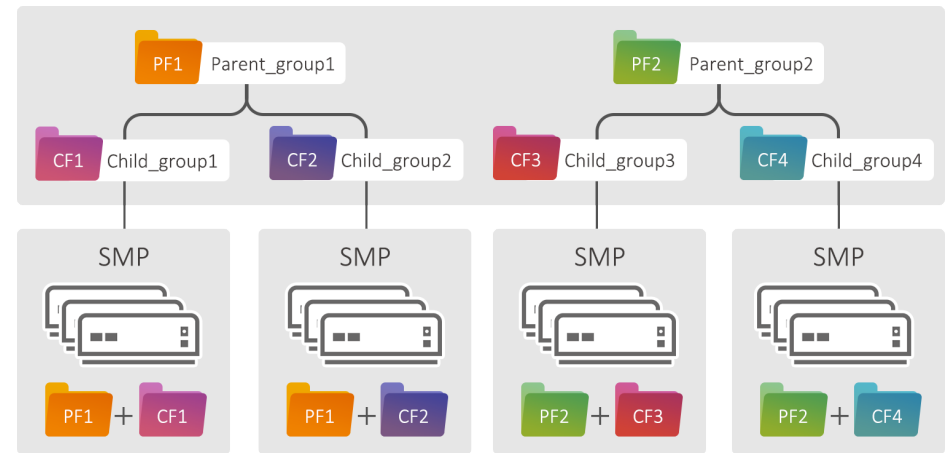 PF1 Parent_group1
PF2 Parent_group2
CF1 Child_group1
CF2 Child_group2
CF3 Child_group3
CF4 Child_group4
SMP
SMP
SMP
SMP
PF1 + CF1
PF1 + CF2
PF2 + CF3
PF2 + CF4